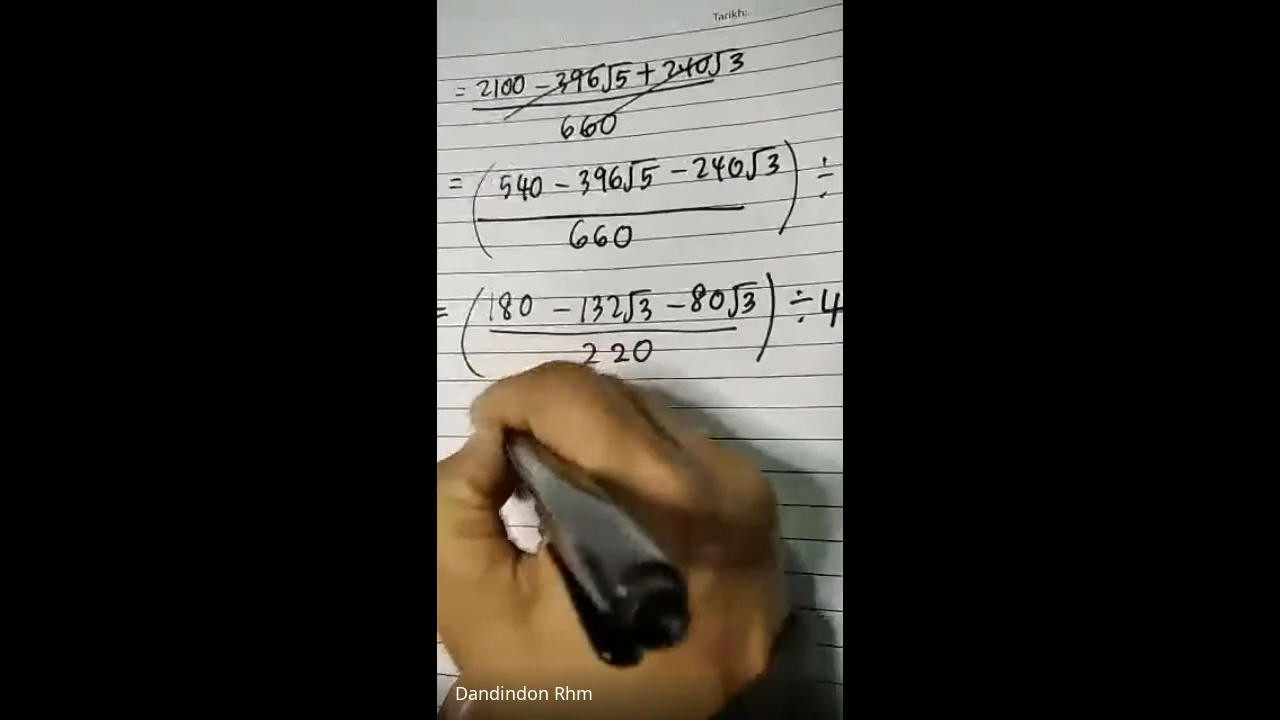 Tarikh:
= 2100 - 396√5 + 240√3
660
= ( 540 - 396√5 - 240√3 ) ÷
660
= ( 180 - 132√3 - 80√3 ) ÷ 4
220
Dandindon Rhm